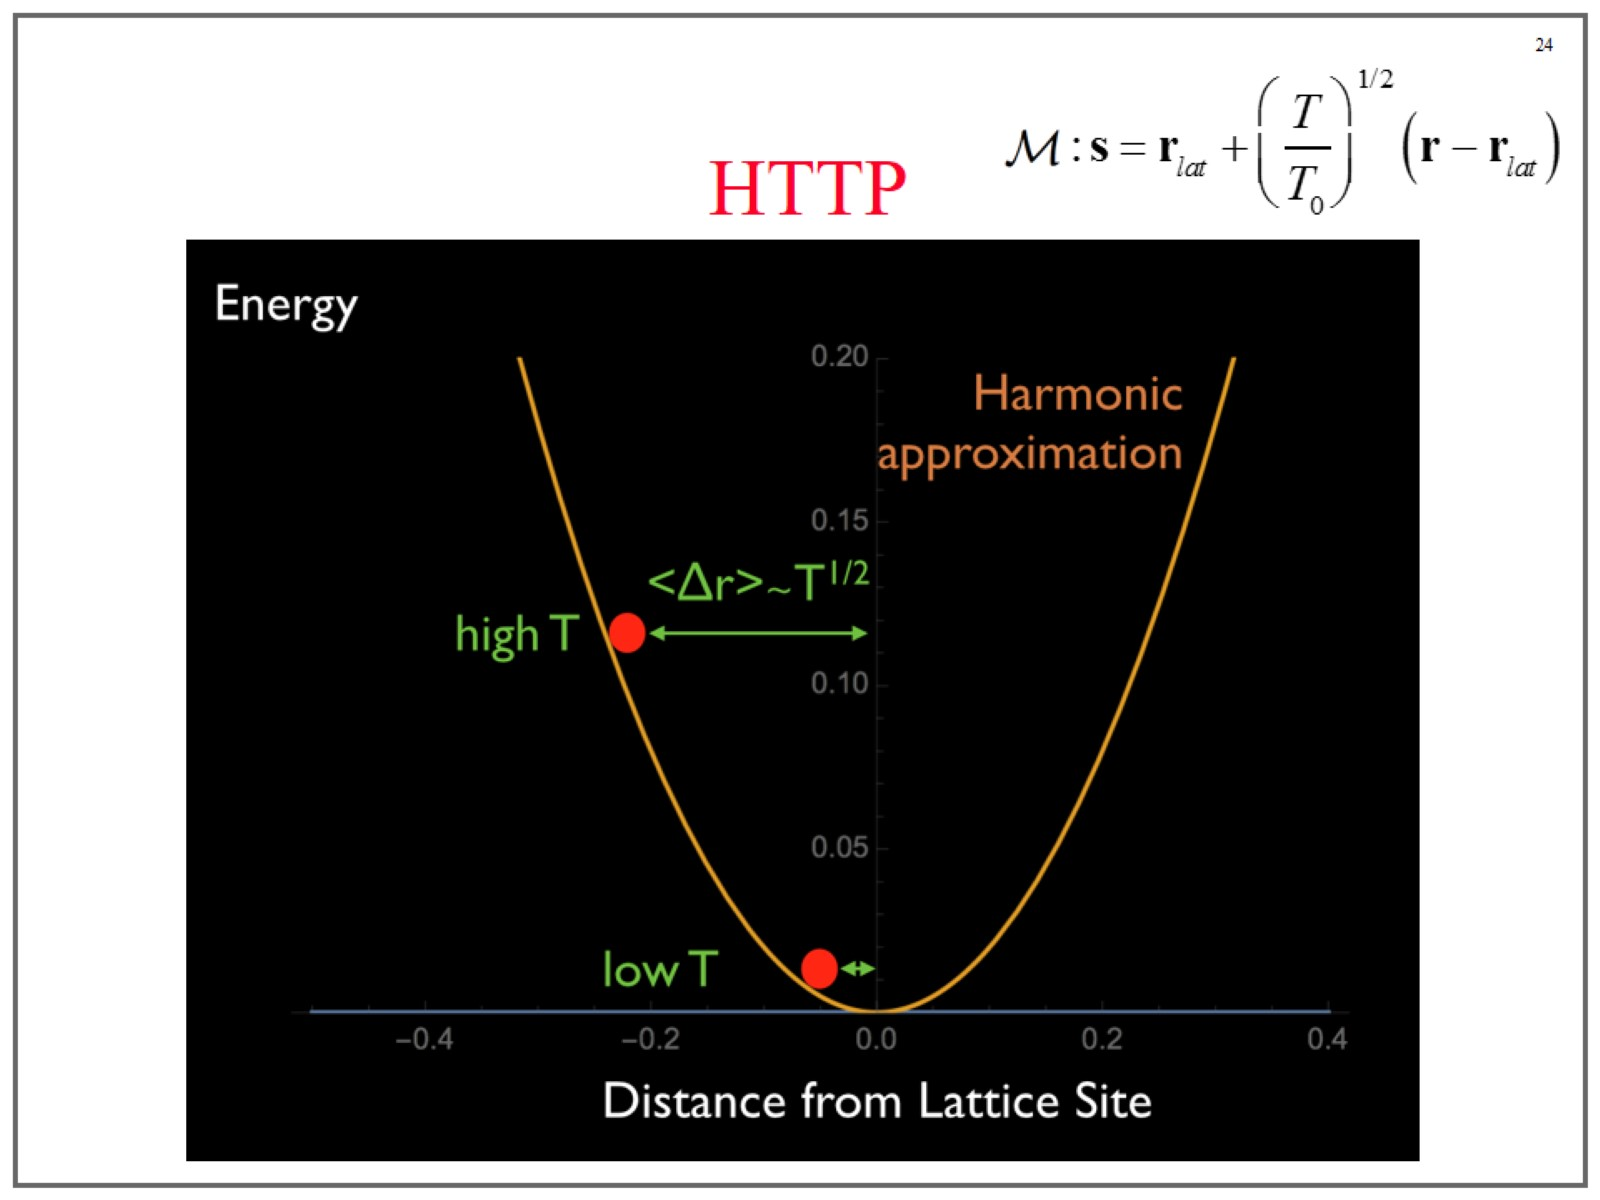 24
ℳ : s = r_lat + (T/T_0)^1/2 (r − r_lat)
HTTP
Energy
0.20
Harmonic
approximation
0.15
<Δr>~T^1/2
high T
0.10
0.05
low T
−0.4 −0.2 0.0 0.2 0.4
Distance from Lattice Site